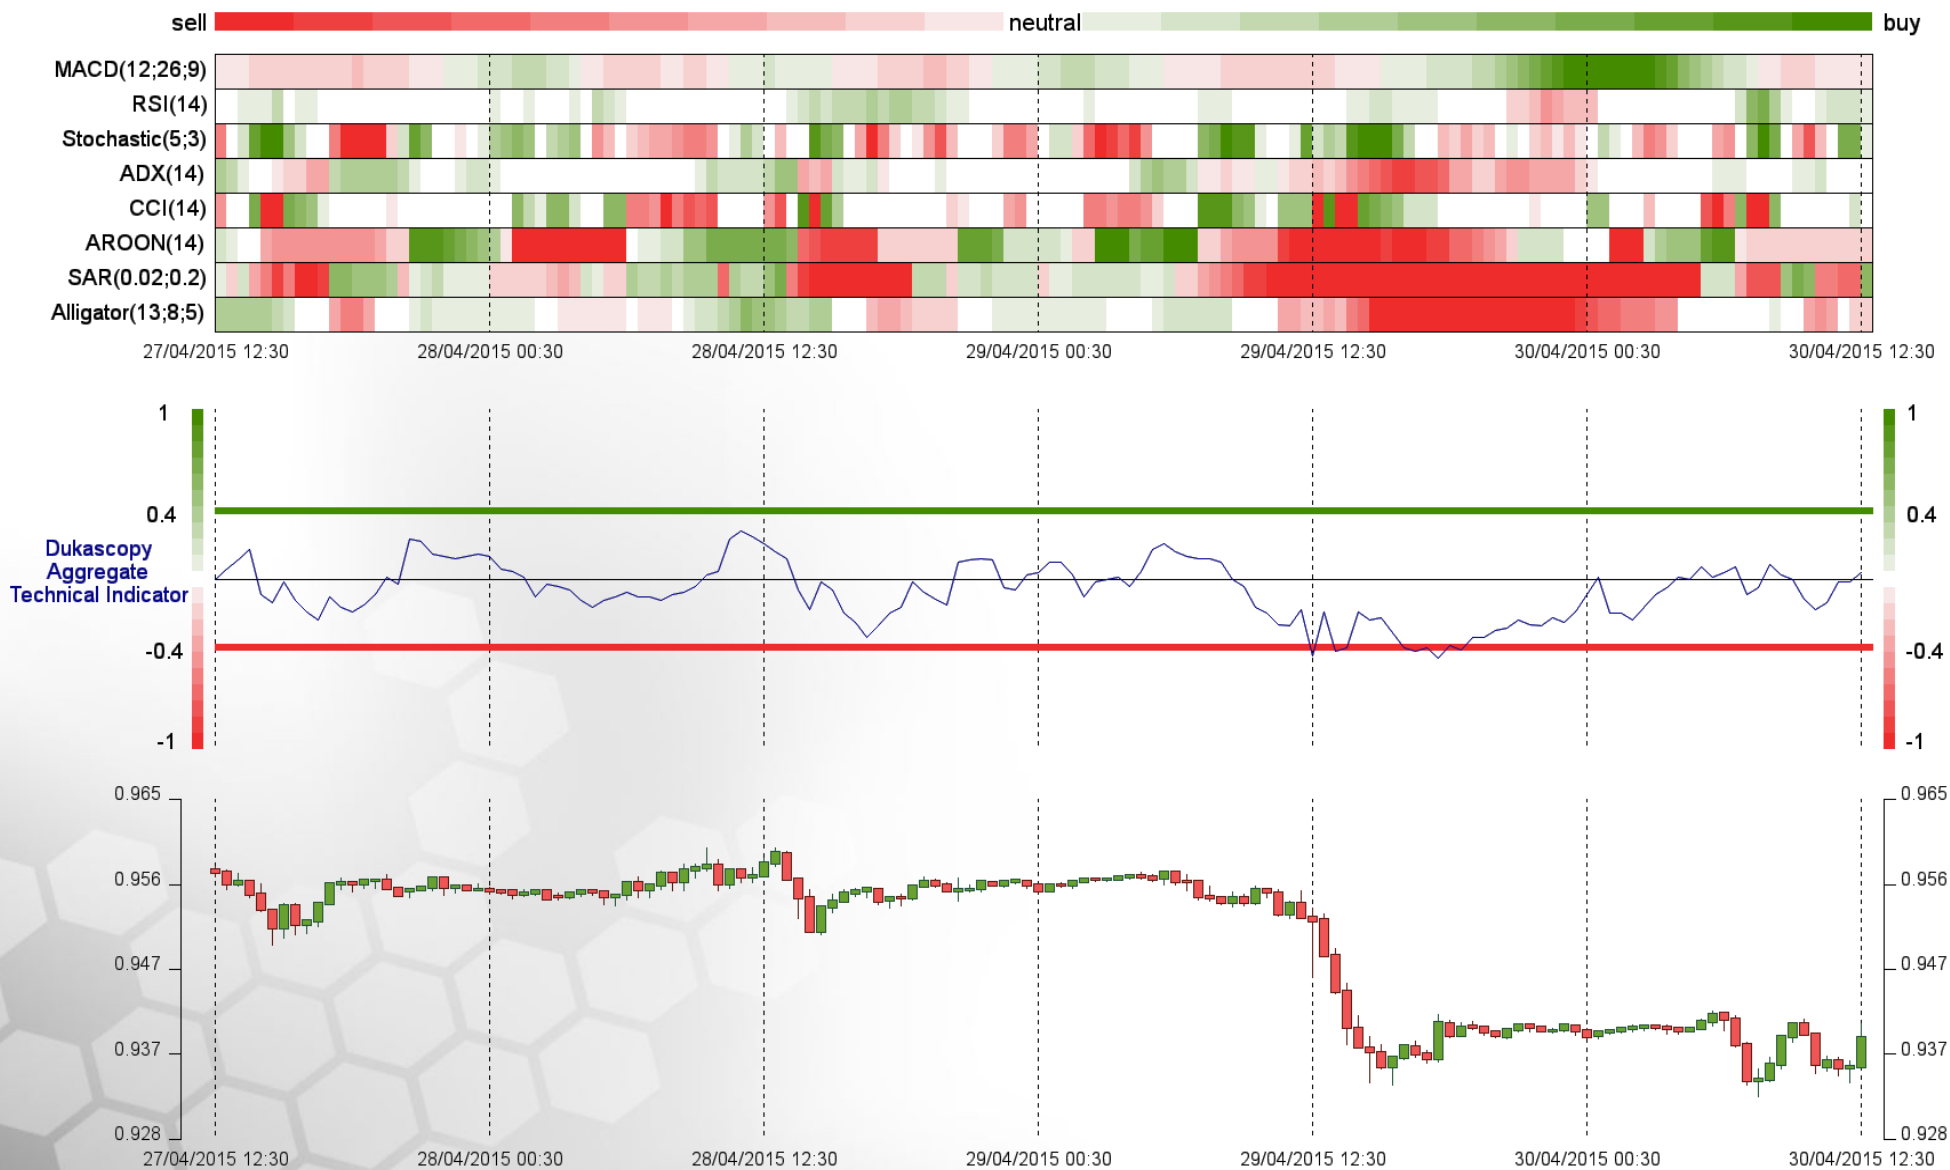 sell neutral buy
MACD(12;26;9)
RSI(14)
Stochastic(5;3)
ADX(14)
CCI(14)
AROON(14)
SAR(0.02;0.2)
Alligator(13;8;5)
27/04/2015 12:30 28/04/2015 00:30 28/04/2015 12:30 29/04/2015 00:30 29/04/2015 12:30 30/04/2015 00:30 30/04/2015 12:30
1 1
0.4 0.4
Dukascopy
Aggregate
Technical Indicator
-0.4 -0.4
-1 -1
0.965 0.965
0.956 0.956
0.947 0.947
0.937 0.937
0.928 0.928
27/04/2015 12:30 28/04/2015 00:30 28/04/2015 12:30 29/04/2015 00:30 29/04/2015 12:30 30/04/2015 00:30 30/04/2015 12:30